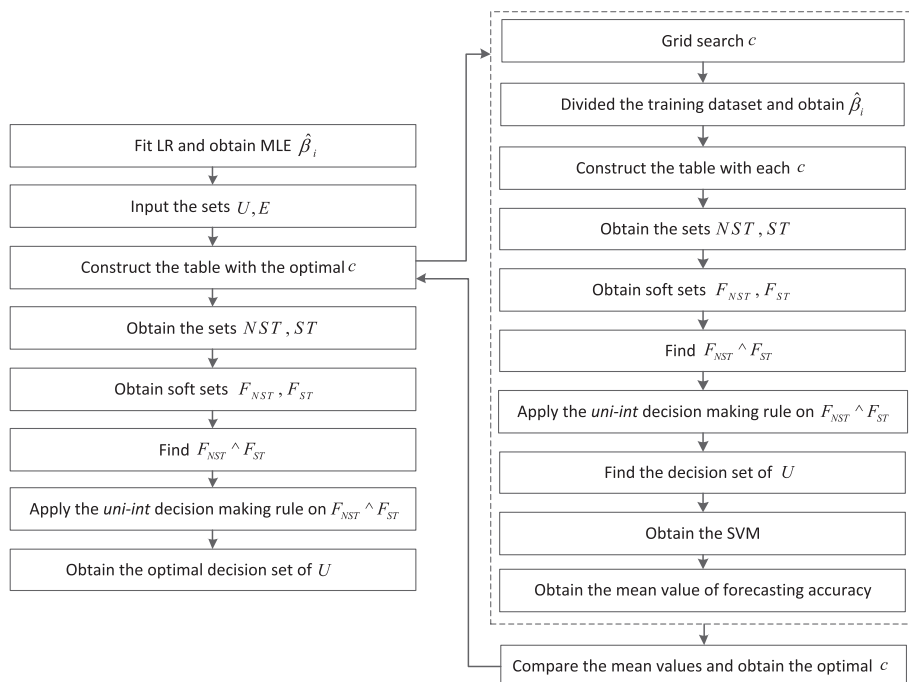 Fit LR and obtain MLE β̂_i
Input the sets U, E
Construct the table with the optimal c
Obtain the sets NST, ST
Obtain soft sets F_NST, F_ST
Find F_NST ^ F_ST
Apply the uni-int decision making rule on F_NST ^ F_ST
Obtain the optimal decision set of U
Grid search c
Divided the training dataset and obtain β̂_i
Construct the table with each c
Obtain the sets NST, ST
Obtain soft sets F_NST, F_ST
Find F_NST ^ F_ST
Apply the uni-int decision making rule on F_NST ^ F_ST
Find the decision set of U
Obtain the SVM
Obtain the mean value of forecasting accuracy
Compare the mean values and obtain the optimal c